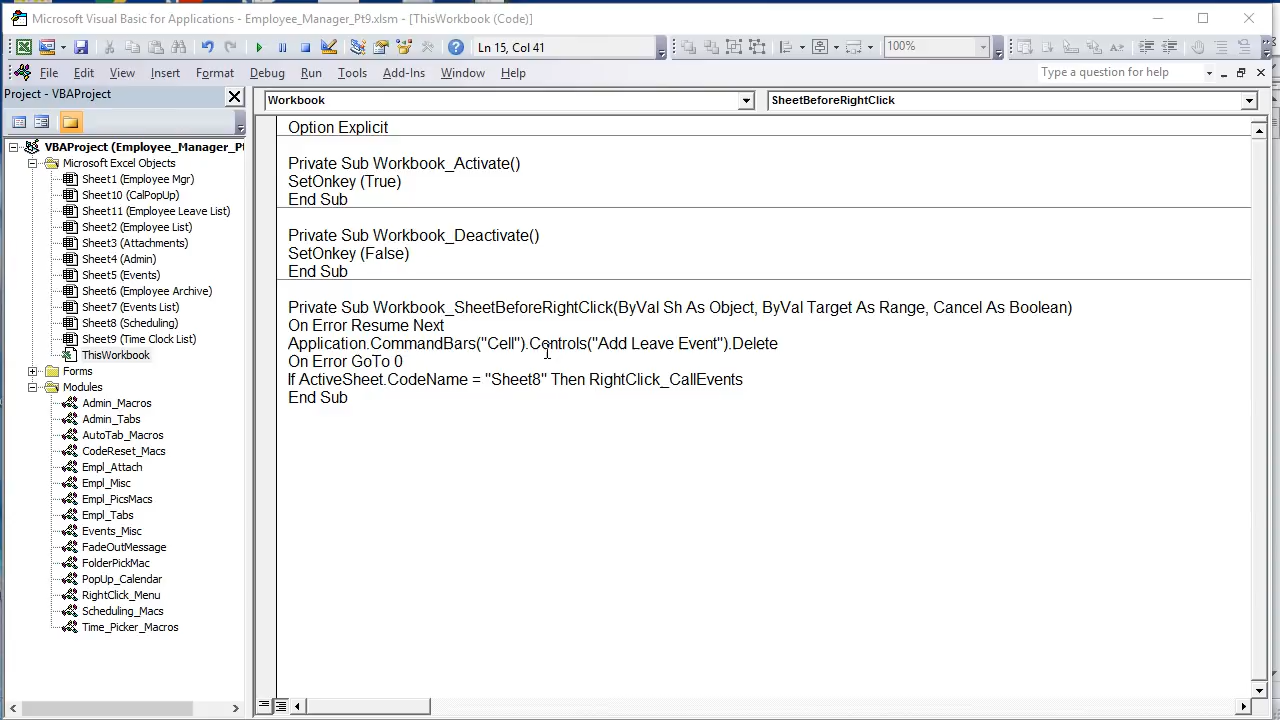 Microsoft Visual Basic for Applications - Employee_Manager_Pt9.xlsm - [ThisWorkbook (Code)]
Ln 15, Col 41
100%
File Edit View Insert Format Debug Run Tools Add-Ins Window Help
Type a question for help
Project - VBAProject
Workbook
SheetBeforeRightClick
VBAProject (Employee_Manager_Pt
Microsoft Excel Objects
Sheet1 (Employee Mgr)
Sheet10 (CalPopUp)
Sheet11 (Employee Leave List)
Sheet2 (Employee List)
Sheet3 (Attachments)
Sheet4 (Admin)
Sheet5 (Events)
Sheet6 (Employee Archive)
Sheet7 (Events List)
Sheet8 (Scheduling)
Sheet9 (Time Clock List)
ThisWorkbook
Forms
Modules
Admin_Macros
Admin_Tabs
AutoTab_Macros
CodeReset_Macs
Empl_Attach
Empl_Misc
Empl_PicsMacs
Empl_Tabs
Events_Misc
FadeOutMessage
FolderPickMac
PopUp_Calendar
RightClick_Menu
Scheduling_Macs
Time_Picker_Macros
Option Explicit
Private Sub Workbook_Activate()
SetOnkey (True)
End Sub
Private Sub Workbook_Deactivate()
SetOnkey (False)
End Sub
Private Sub Workbook_SheetBeforeRightClick(ByVal Sh As Object, ByVal Target As Range, Cancel As Boolean)
On Error Resume Next
Application.CommandBars("Cell").Controls("Add Leave Event").Delete
On Error GoTo 0
If ActiveSheet.CodeName = "Sheet8" Then RightClick_CallEvents
End Sub